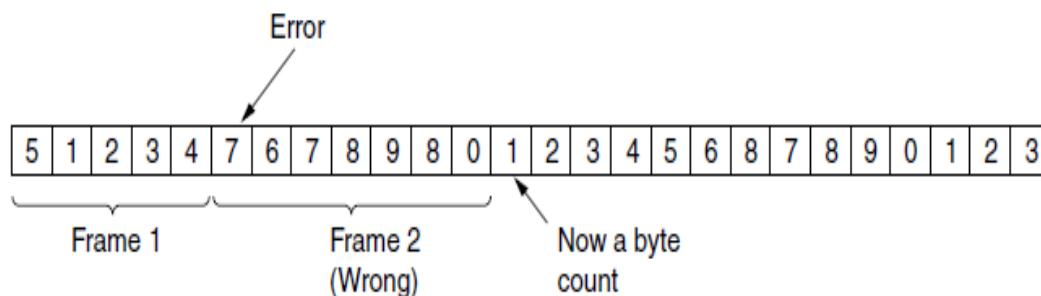 Error
5 1 2 3 4 7 6 7 8 9 8 0 1 2 3 4 5 6 8 7 8 9 0 1 2 3
Frame 1
Frame 2
(Wrong)
Now a byte
count